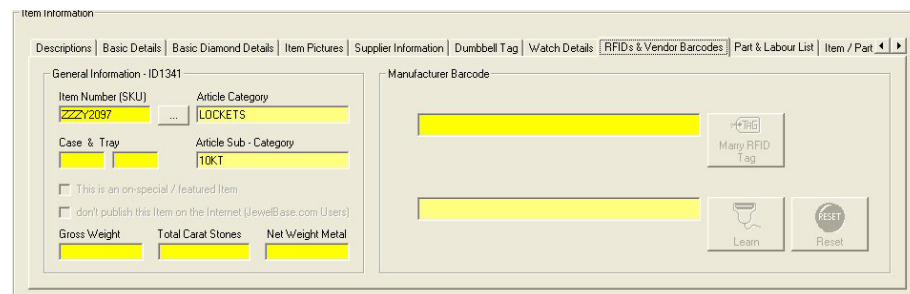 Item Information
Descriptions Basic Details Basic Diamond Details Item Pictures Supplier Information Dumbbell Tag Watch Details RFIDs & Vendor Barcodes Part & Labour List Item / Part
General Information - ID1341
Item Number (SKU) Article Category
ZZZY2097 ... LOCKETS
Case & Tray Article Sub - Category
10KT
This is an on-special / featured Item
don't publish this Item on the Internet (JewelBase.com Users)
Gross Weight Total Carat Stones Net Weight Metal
Manufacturer Barcode
TAG
Marry RFID
Tag
RESET
Learn Reset